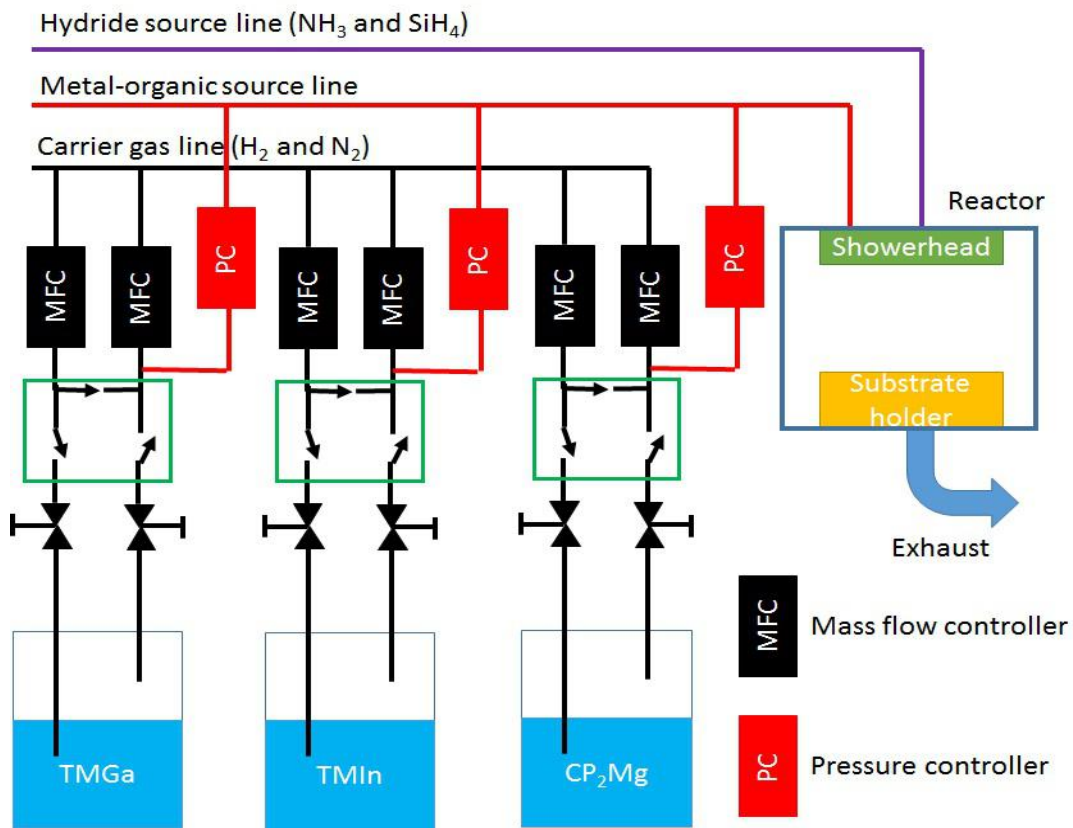 Hydride source line (NH₃ and SiH₄)
Metal-organic source line
Carrier gas line (H₂ and N₂)
Reactor
Showerhead
PC
PC
PC
MFC
MFC
MFC
MFC
MFC
MFC
Substrate
holder
Exhaust
MFC
Mass flow controller
TMGa
TMIn
CP₂Mg
PC
Pressure controller